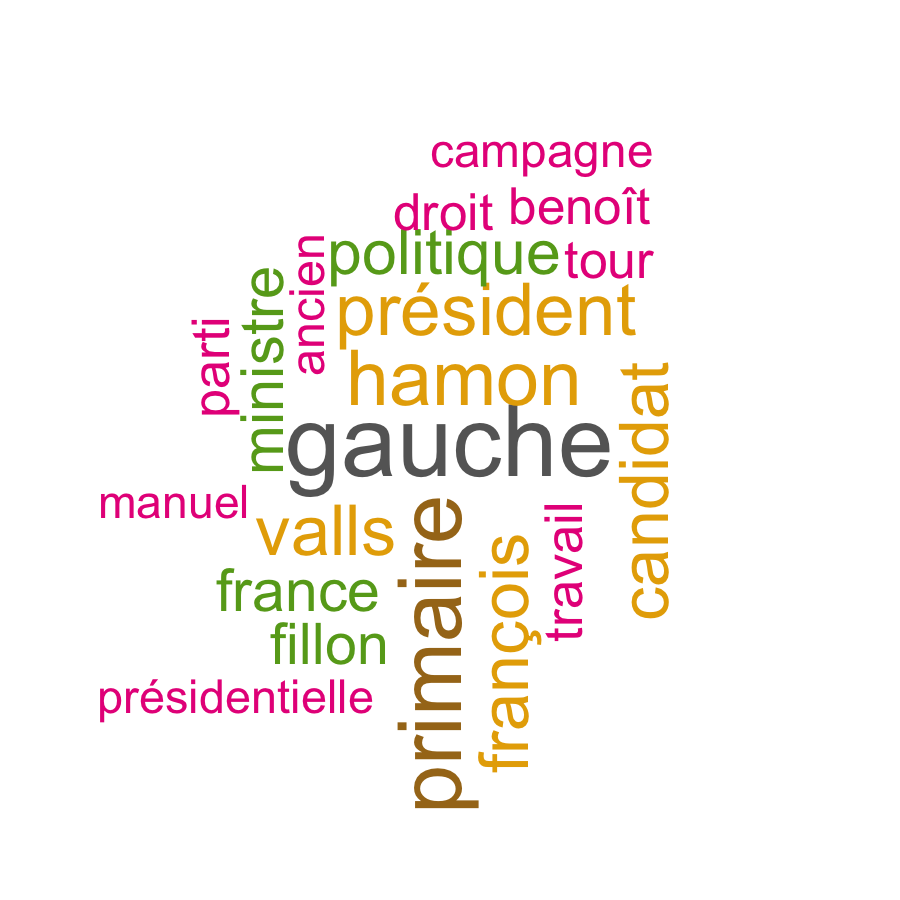 campagne
droit
benoît
politique
tour
ancien
ministre
parti
président
hamon
candidat
gauche
manuel
valls
primaire
françois
travail
france
fillon
présidentielle